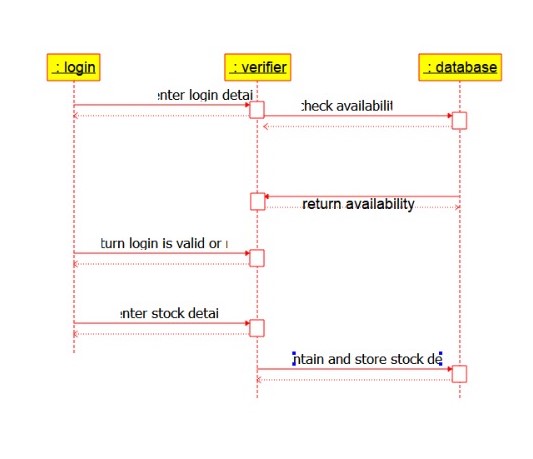 : login
: verifier
: database
enter login detai
check availabilit
return availability
turn login is valid or
enter stock detai
ntain and store stock de